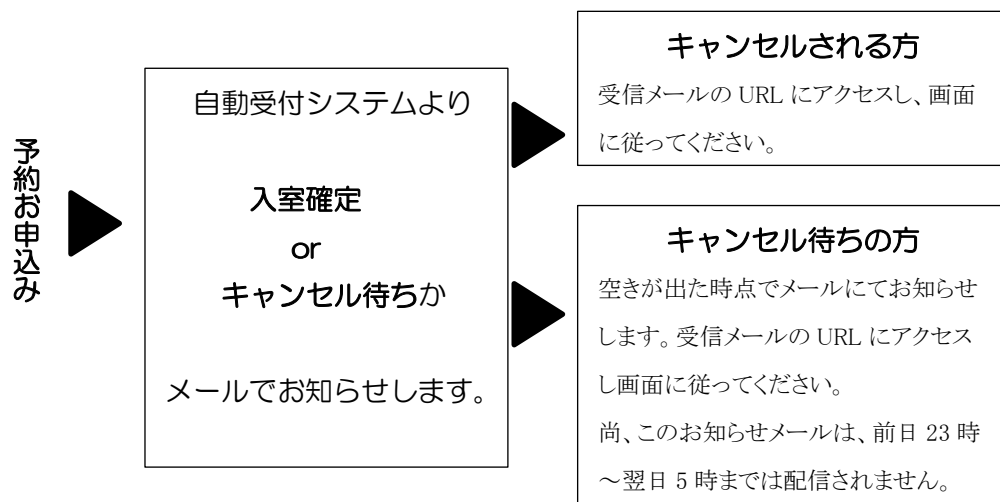 予約お申込み
自動受付システムより
入室確定
or
キャンセル待ちか
メールでお知らせします。
キャンセルされる方
受信メールの URL にアクセスし、画面
に従ってください。
キャンセル待ちの方
空きが出た時点でメールにてお知らせ
します。受信メールの URL にアクセス
し画面に従ってください。
尚、このお知らせメールは、前日 23 時
～翌日 5 時までは配信されません。